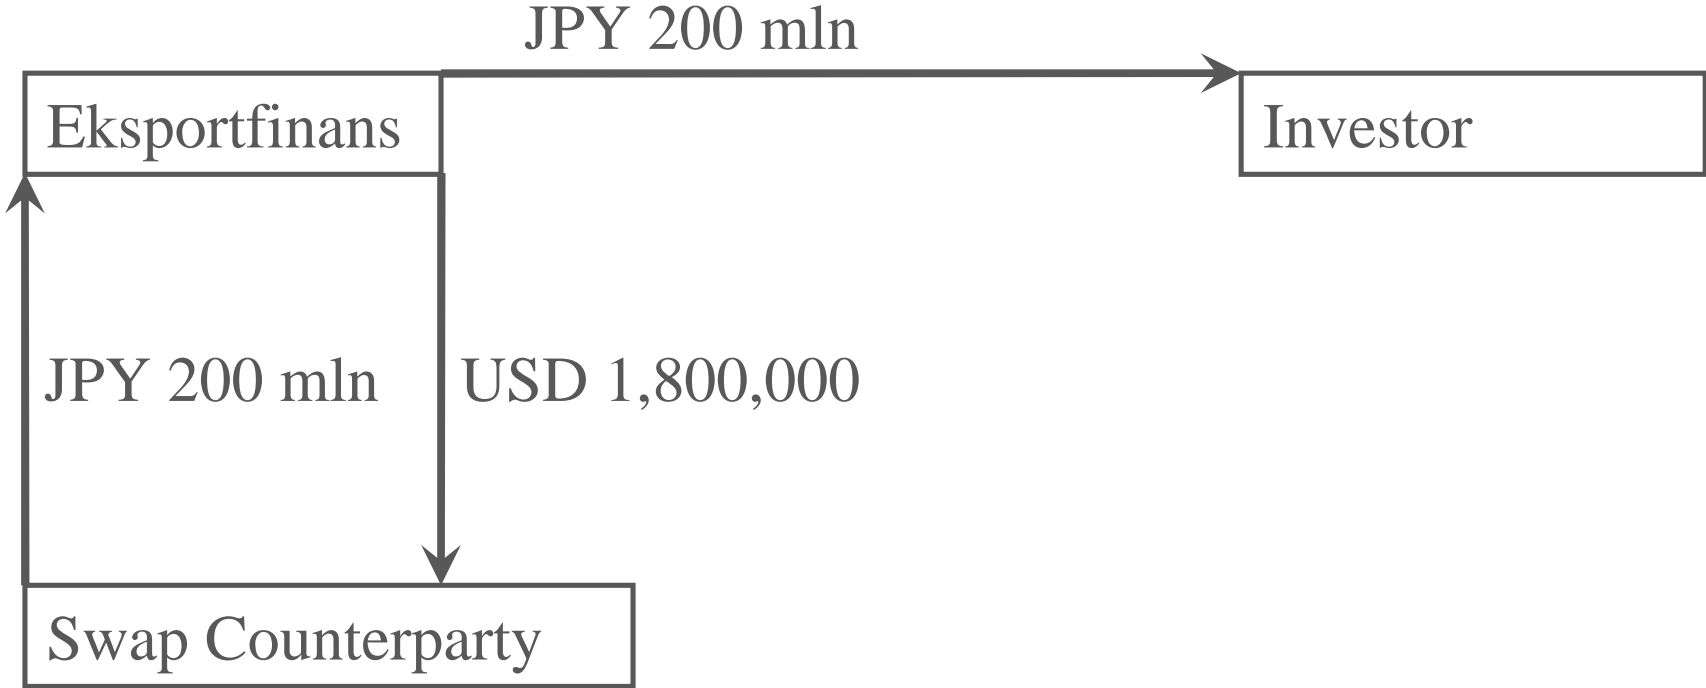 JPY 200 mln
Eksportfinans
Investor
JPY 200 mln
USD 1,800,000
Swap Counterparty